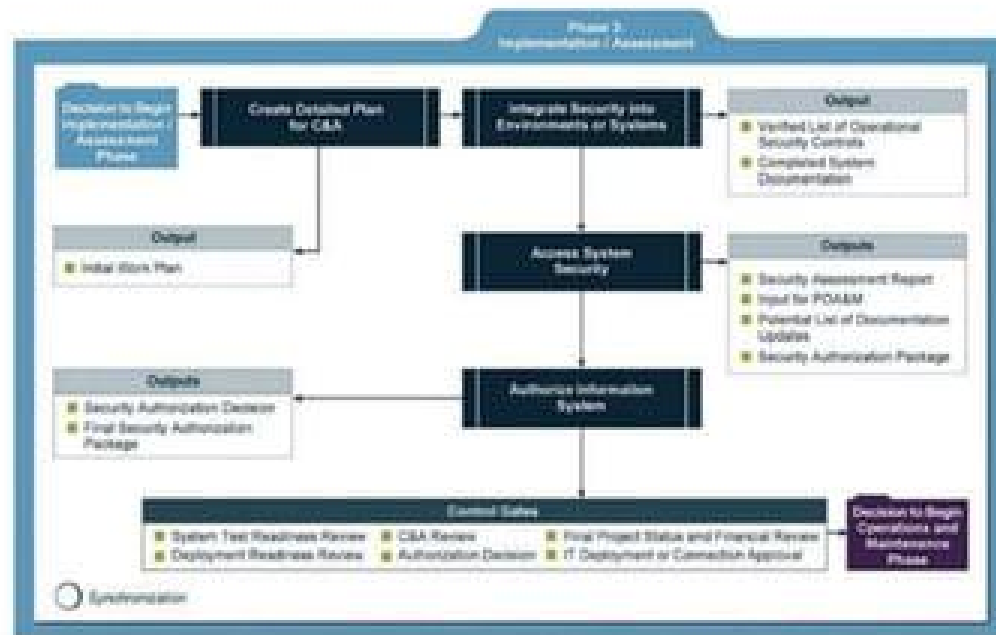 Phase 3
Implementation / Assessment
Decision to Begin
Implementation /
Assessment
Phase
Create Detailed Plan
for C&A
Integrate Security into
Environments or Systems
Output
Verified List of Operational
Security Controls
Completed System
Documentation
Output
Initial Work Plan
Access System
Security
Outputs
Security Assessment Report
Input for POA&M
Potential List of Documentation
Updates
Security Authorization Package
Outputs
Security Authorization Decision
Final Security Authorization
Package
Authorize Information
System
Control Gates
System Test Readiness Review
C&A Review
Final Project Status and Financial Review
Deployment Readiness Review
Authorization Decision
IT Deployment or Connection Approval
Decision to Begin
Operations and
Maintenance
Phase
Synchronization